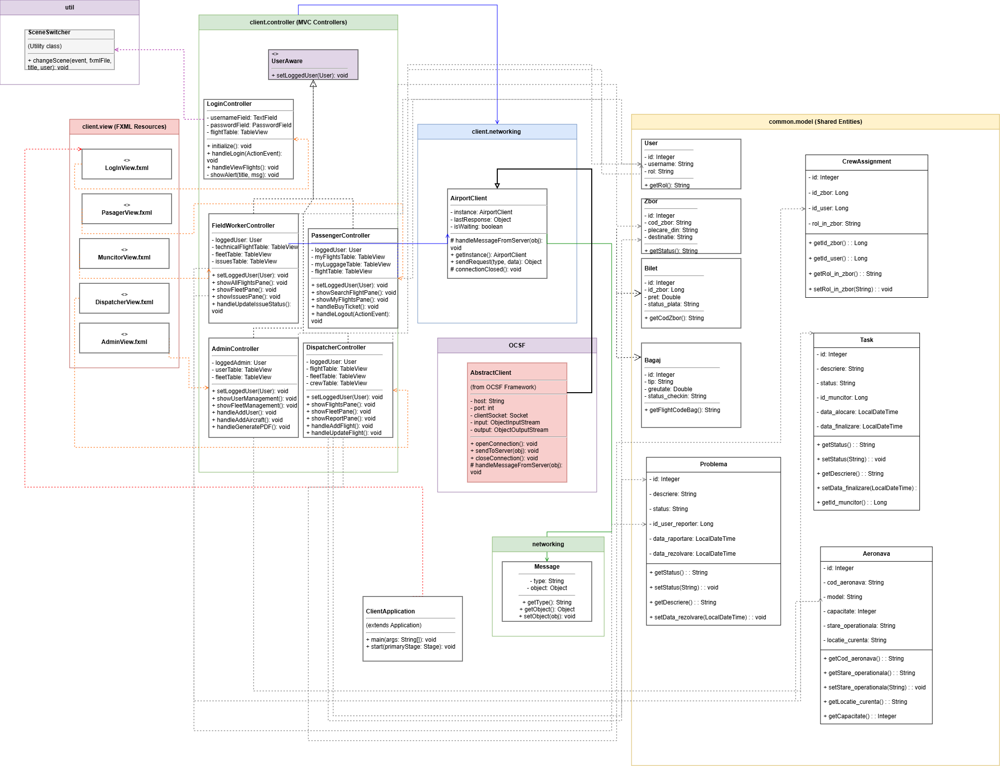 util
SceneSwitcher
(Utility class)
+ changeScene(event, fxmlFile,
title, user): void
client.controller (MVC Controllers)
<>
UserAware
+ setLoggedUser(User): void
LoginController
- usernameField: TextField
- passwordField: PasswordField
- flightTable: TableView
+ initialize(): void
+ handleLogin(ActionEvent):
void
+ handleViewFlights(): void
- showAlert(title, msg): void
client.view (FXML Resources)
<>
LogInView.fxml
<>
PasagerView.fxml
<>
MuncitorView.fxml
<>
DispatcherView.fxml
<>
AdminView.fxml
FieldWorkerController
- loggedUser: User
- technicalFlightTable: TableView
- fleetTable: TableView
- issuesTable: TableView
+ setLoggedUser(User): void
+ showAllFlightsPane(): void
+ showFleetPane(): void
+ showIssuesPane(): void
+ handleUpdateIssueStatus():
void
PassengerController
- loggedUser: User
- myFlightsTable: TableView
- myLuggageTable: TableView
- flightTable: TableView
+ setLoggedUser(User): void
+ showSearchFlightPane(): void
+ showMyFlightsPane(): void
+ handleBuyTicket(): void
+ handleLogout(ActionEvent):
void
AdminController
- loggedAdmin: User
- userTable: TableView
- fleetTable: TableView
+ setLoggedUser(User): void
+ showUserManagement(): void
+ showFleetManagement(): void
+ handleAddUser(): void
+ handleAddAircraft(): void
+ handleGeneratePDF(): void
DispatcherController
- loggedUser: User
- flightTable: TableView
- fleetTable: TableView
- crewTable: TableView
+ setLoggedUser(User): void
+ showFlightsPane(): void
+ showFleetPane(): void
+ showReportPane(): void
+ handleAddFlight(): void
+ handleUpdateFlight(): void
client.networking
AirportClient
- instance: AirportClient
- lastResponse: Object
- isWaiting: boolean
# handleMessageFromServer(obj):
void
+ getInstance(): AirportClient
+ sendRequest(type, data): Object
# connectionClosed(): void
OCSF
AbstractClient
(from OCSF Framework)
- host: String
- port: int
- clientSocket: Socket
- input: ObjectInputStream
- output: ObjectOutputStream
+ openConnection(): void
+ sendToServer(obj): void
+ closeConnection(): void
# handleMessageFromServer(obj):
void
networking
Message
- type: String
- object: Object
+ getType(): String
+ getObject(): Object
+ setObject(obj): void
ClientApplication
(extends Application)
+ main(args: String[]): void
+ start(primaryStage: Stage): void
common.model (Shared Entities)
User
- id: Integer
- username: String
- rol: String
+ getRol(): String
Zbor
- id: Integer
- cod_zbor: String
- plecare_din: String
- destinatie: String
+ getStatus(): String
Bilet
- id: Integer
- id_zbor: Long
- pret: Double
- status_plata: String
+ getCodZbor(): String
Bagaj
- id: Integer
- tip: String
- greutate: Double
- status_checkin: String
+ getFlightCodeBag(): String
CrewAssignment
- id: Integer
- id_zbor: Long
- id_user: Long
- rol_in_zbor: String
+ getId_zbor() : : Long
+ getId_user() : : Long
+ getRol_in_zbor() : : String
+ setRol_in_zbor(String) : : void
Task
- id: Integer
- descriere: String
- status: String
- id_muncitor: Long
- data_alocare: LocalDateTime
- data_finalizare: LocalDateTime
+ getStatus() : : String
+ setStatus(String) : : void
+ getDescriere() : : String
+ setData_finalizare(LocalDateTime) :
+ getId_muncitor() : : Long
Problema
- id: Integer
- descriere: String
- status: String
- id_user_reporter: Long
- data_raportare: LocalDateTime
- data_rezolvare: LocalDateTime
+ getStatus() : : String
+ setStatus(String) : : void
+ getDescriere() : : String
+ setData_rezolvare(LocalDateTime) : : void
Aeronava
- id: Integer
- cod_aeronava: String
- model: String
- capacitate: Integer
- stare_operationala: String
- locatie_curenta: String
+ getCod_aeronava() : : String
+ getStare_operationala() : : String
+ setStare_operationala(String) : : void
+ getLocatie_curenta() : : String
+ getCapacitate() : : Integer